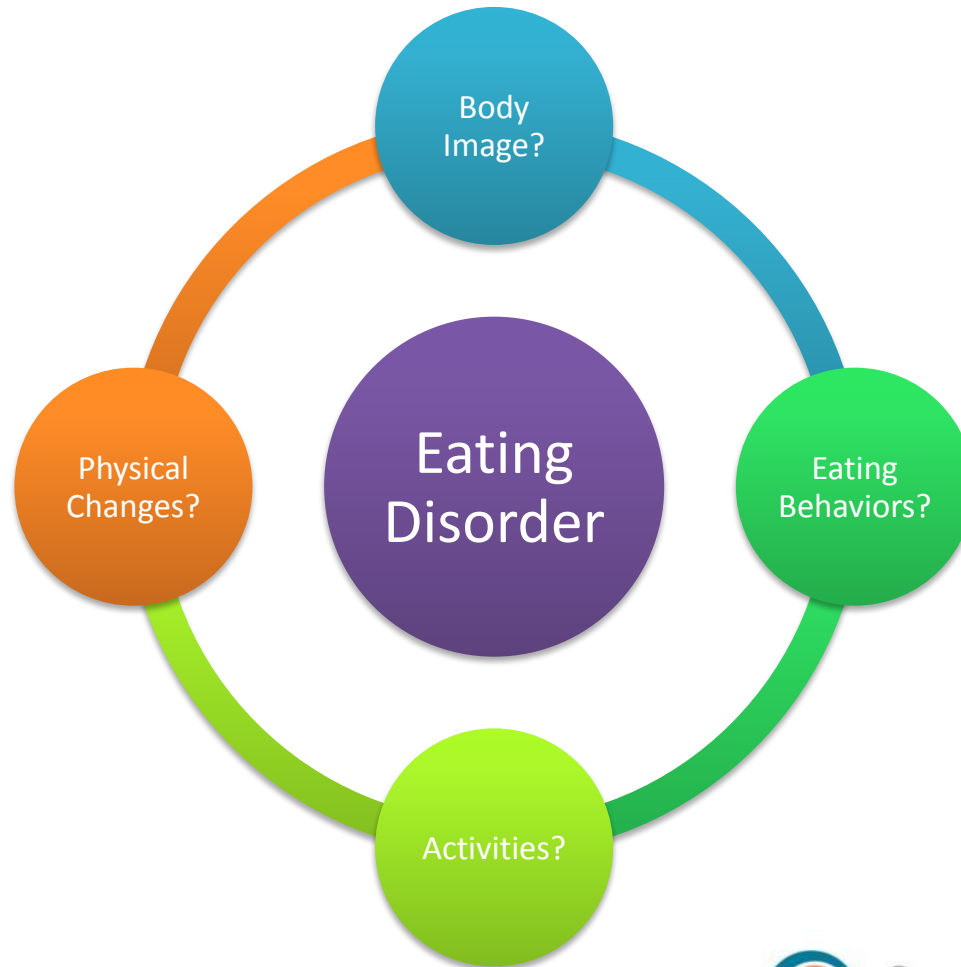 Body
Image?
Physical
Changes?
Eating
Disorder
Eating
Behaviors?
Activities?